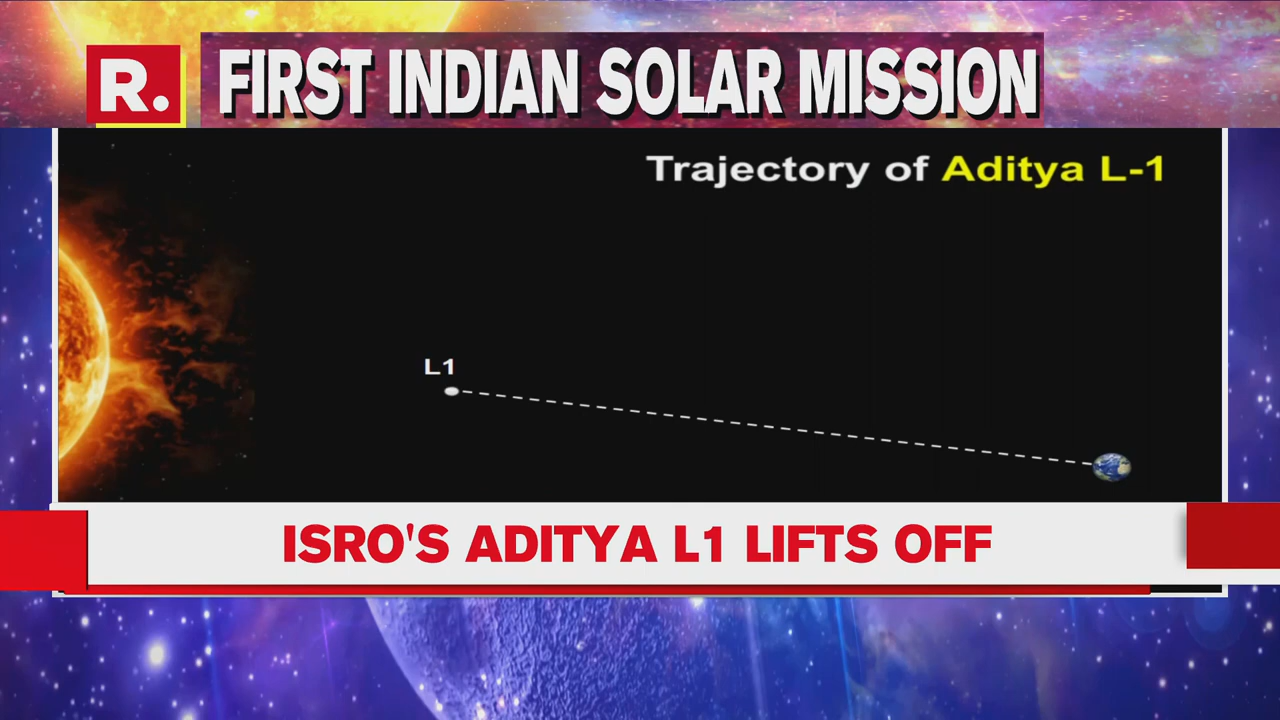 R.
FIRST INDIAN SOLAR MISSION
Trajectory of Aditya L-1
L1
ISRO'S ADITYA L1 LIFTS OFF